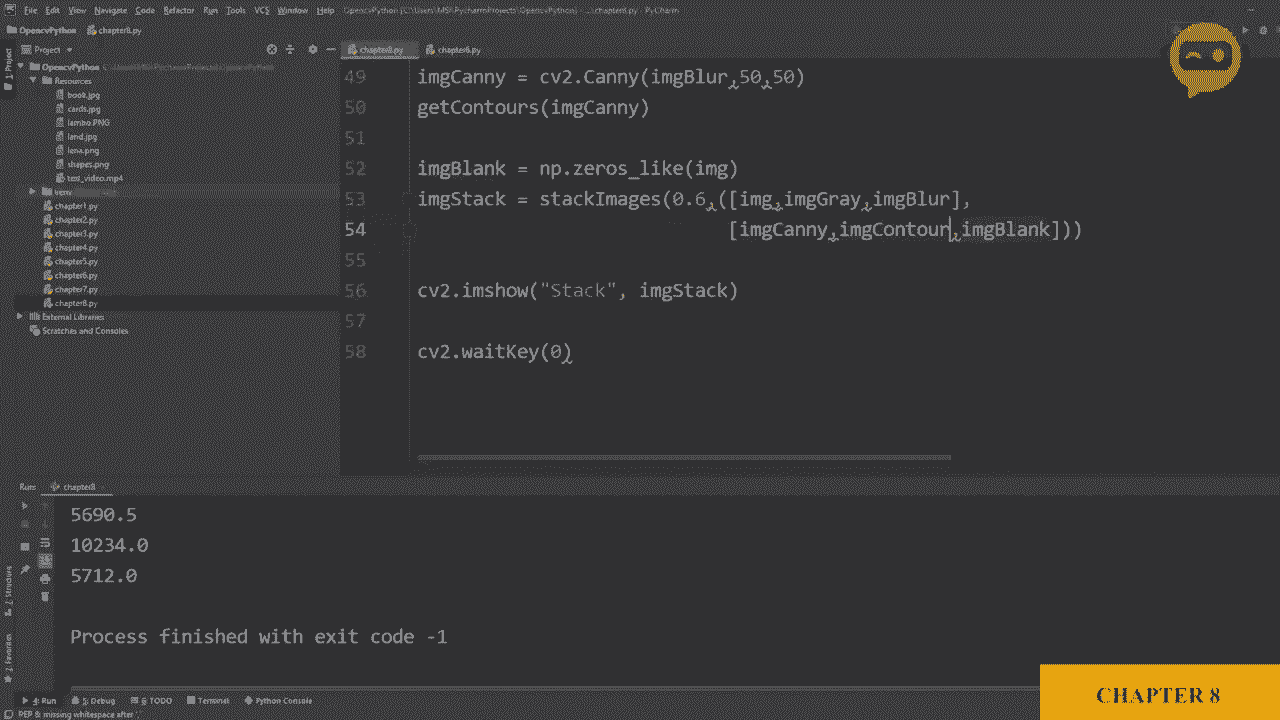 File Edit View Navigate Code Refactor Run Tools VCS Window Help OpencvPython [C:\Users\MSI\PycharmProjects\OpencvPython] - ...\chapter8.py - PyCharm
OpencvPython chapter8.py
Project
chapter8.py chapter6.py
1: Project
OpencvPython
Resources
book.jpg
cards.jpg
lambo.PNG
land.jpg
lena.png
shapes.png
test_video.mp4
venv
chapter1.py
chapter2.py
chapter3.py
chapter4.py
chapter5.py
chapter6.py
chapter7.py
chapter8.py
External Libraries
Scratches and Consoles
49 imgCanny = cv2.Canny(imgBlur,50,50)
50 getContours(imgCanny)
51
52 imgBlank = np.zeros_like(img)
53 imgStack = stackImages(0.6,([img,imgGray,imgBlur],
54 [imgCanny,imgContour,imgBlank]))
55
56 cv2.imshow("Stack", imgStack)
57
58 cv2.waitKey(0)
Run: chapter8
5690.5
10234.0
5712.0
Process finished with exit code -1
7: Structure
2: Favorites
4: Run 5: Debug 6: TODO Terminal Python Console
PEP 8: missing whitespace after ','
CHAPTER 8